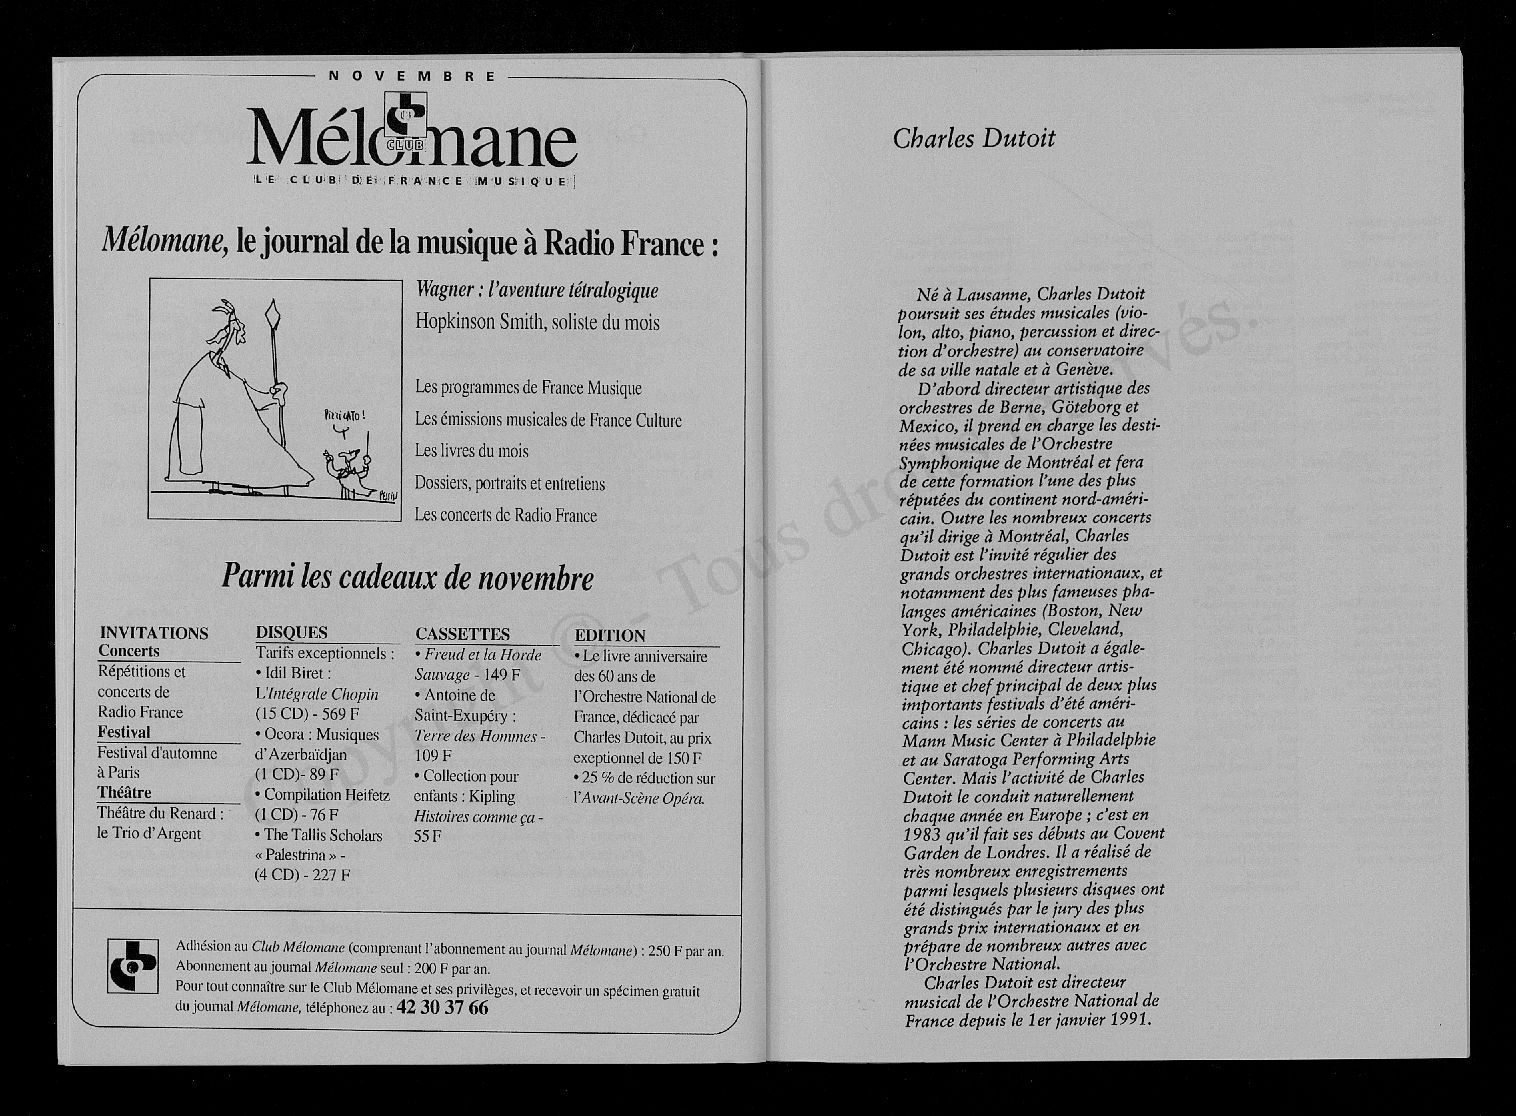 NOVEMBRE
Mélomane
CLUB
LE CLUB DE FRANCE MUSIQUE
Mélomane, le journal de la musique à Radio France :
PIZZICATO !
Wagner : l'aventure tétralogique
Hopkinson Smith, soliste du mois
Les programmes de France Musique
Les émissions musicales de France Culture
Les livres du mois
Dossiers, portraits et entretiens
Les concerts de Radio France
Parmi les cadeaux de novembre
INVITATIONS
Concerts
Répétitions et
concerts de
Radio France
Festival
Festival d'automne
à Paris
Théâtre
Théâtre du Renard :
le Trio d'Argent
DISQUES
Tarifs exceptionnels :
• Idil Biret :
L'Intégrale Chopin
(15 CD) - 569 F
• Ocora : Musiques
d'Azerbaïdjan
(1 CD)- 89 F
• Compilation Heifetz
(1 CD) - 76 F
• The Tallis Scholars
« Palestrina » -
(4 CD) - 227 F
CASSETTES
• Freud et la Horde
Sauvage - 149 F
• Antoine de
Saint-Exupéry :
Terre des Hommes -
109 F
• Collection pour
enfants : Kipling
Histoires comme ça -
55 F
EDITION
• Le livre anniversaire
des 60 ans de
l'Orchestre National de
France, dédicacé par
Charles Dutoit, au prix
exeptionnel de 150 F
• 25 % de réduction sur
l'Avant-Scène Opéra.
Adhésion au Club Mélomane (comprenant l'abonnement au journal Mélomane) : 250 F par an.
Abonnement au journal Mélomane seul : 200 F par an.
Pour tout connaître sur le Club Mélomane et ses privilèges, et recevoir un spécimen gratuit
du journal Mélomane, téléphonez au : 42 30 37 66
Charles Dutoit
Né à Lausanne, Charles Dutoit
poursuit ses études musicales (vio-
lon, alto, piano, percussion et direc-
tion d'orchestre) au conservatoire
de sa ville natale et à Genève.
D'abord directeur artistique des
orchestres de Berne, Göteborg et
Mexico, il prend en charge les desti-
nées musicales de l'Orchestre
Symphonique de Montréal et fera
de cette formation l'une des plus
réputées du continent nord-améri-
cain. Outre les nombreux concerts
qu'il dirige à Montréal, Charles
Dutoit est l'invité régulier des
grands orchestres internationaux, et
notamment des plus fameuses pha-
langes américaines (Boston, New
York, Philadelphie, Cleveland,
Chicago). Charles Dutoit a égale-
ment été nommé directeur artis-
tique et chef principal de deux plus
importants festivals d'été améri-
cains : les séries de concerts au
Mann Music Center à Philadelphie
et au Saratoga Performing Arts
Center. Mais l'activité de Charles
Dutoit le conduit naturellement
chaque année en Europe ; c'est en
1983 qu'il fait ses débuts au Covent
Garden de Londres. Il a réalisé de
très nombreux enregistrements
parmi lesquels plusieurs disques ont
été distingués par le jury des plus
grands prix internationaux et en
prépare de nombreux autres avec
l'Orchestre National.
Charles Dutoit est directeur
musical de l'Orchestre National de
France depuis le 1er janvier 1991.